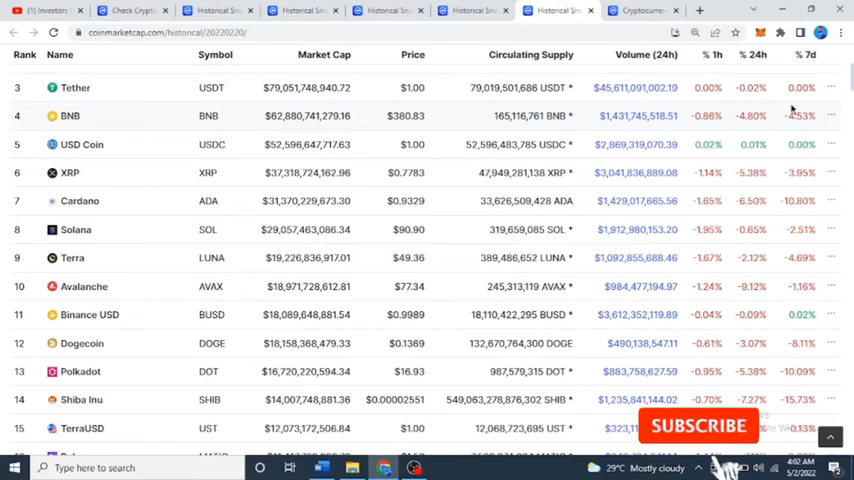 (1) Investors
Check Crypto
Historical Sna
Historical Sna
Historical Sna
Historical Sna
Historical Sna
Cryptocurren
coinmarketcap.com/historical/20220220/
Rank Name Symbol Market Cap Price Circulating Supply Volume (24h) % 1h % 24h % 7d
3 Tether USDT $79,051,748,940.72 $1.00 79,019,501,686 USDT * $45,611,091,002.19 0.00% -0.02% 0.00%
4 BNB BNB $62,880,741,279.16 $380.83 165,116,761 BNB * $1,431,745,518.51 -0.86% -4.80% -4.53%
5 USD Coin USDC $52,596,647,717.63 $1.00 52,596,483,785 USDC * $2,869,319,070.39 0.02% 0.01% 0.00%
6 XRP XRP $37,318,724,162.96 $0.7783 47,949,281,138 XRP * $3,041,836,889.08 -1.14% -5.38% -3.95%
7 Cardano ADA $31,370,229,673.30 $0.9329 33,626,509,428 ADA $1,429,017,665.56 -1.65% -6.50% -10.80%
8 Solana SOL $29,057,463,086.34 $90.90 319,659,085 SOL * $1,912,980,153.20 -1.95% -0.65% -2.51%
9 Terra LUNA $19,226,836,917.01 $49.36 389,486,652 LUNA * $1,092,855,688.46 -1.67% -2.12% -4.69%
10 Avalanche AVAX $18,971,728,612.81 $77.34 245,313,119 AVAX * $984,477,194.97 -1.24% -9.12% -1.16%
11 Binance USD BUSD $18,089,648,881.54 $0.9989 18,110,422,295 BUSD * $3,612,352,119.89 -0.04% -0.09% 0.02%
12 Dogecoin DOGE $18,158,368,479.33 $0.1369 132,670,764,300 DOGE $490,138,547.11 -0.61% -3.07% -8.11%
13 Polkadot DOT $16,720,220,594.34 $16.93 987,579,315 DOT * $883,758,627.59 -0.95% -5.38% -10.09%
14 Shiba Inu SHIB $14,007,748,881.36 $0.00002551 549,063,278,876,302 SHIB * $1,235,841,144.02 -0.70% -7.27% -15.73%
15 TerraUSD UST $12,073,172,506.84 $1.00 12,068,723,695 UST * $323,11 -0.13%
SUBSCRIBE
Type here to search
29°C Mostly cloudy
4:02 AM
5/2/2022